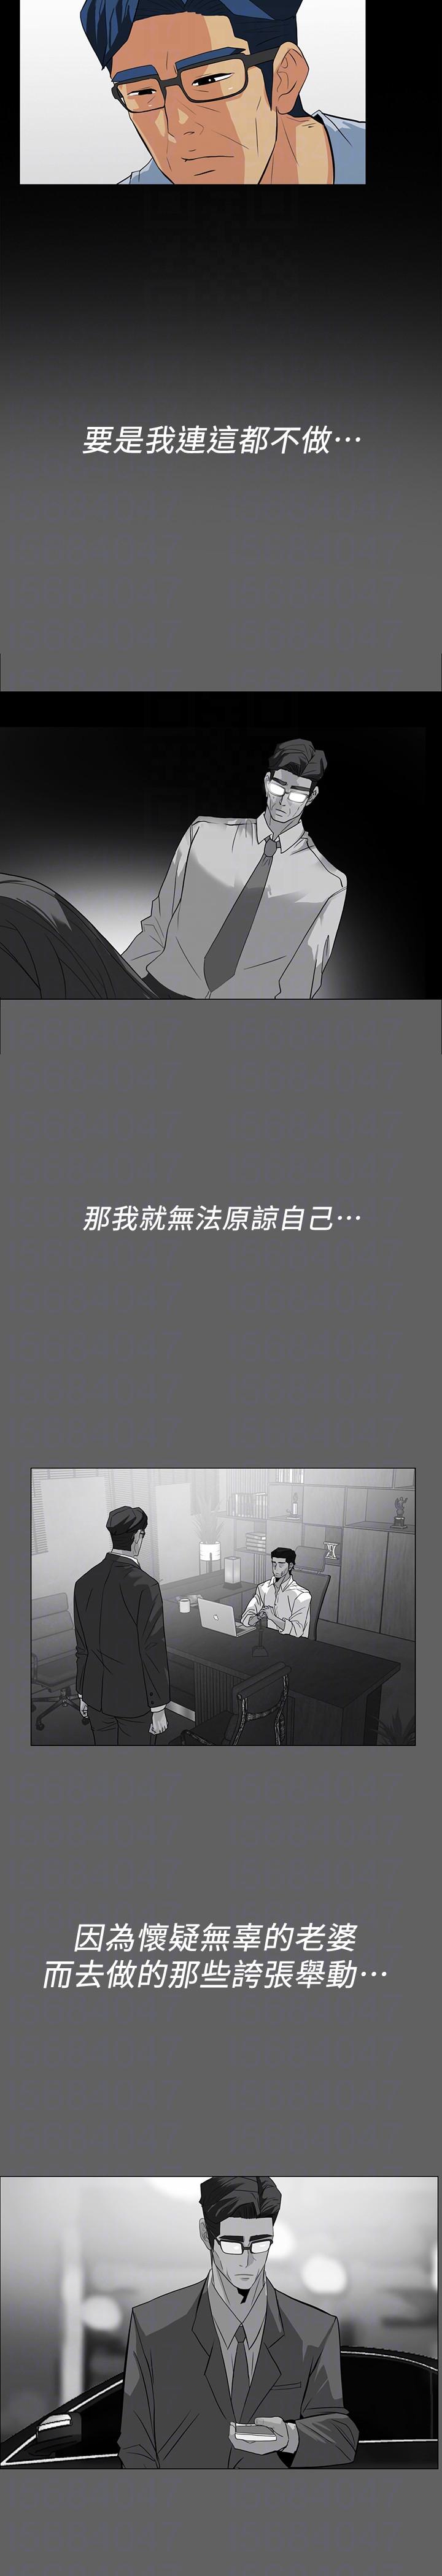 要是我連這都不做⋯
那我就無法原諒自己⋯
因為懷疑無辜的老婆
而去做的那些誇張舉動⋯